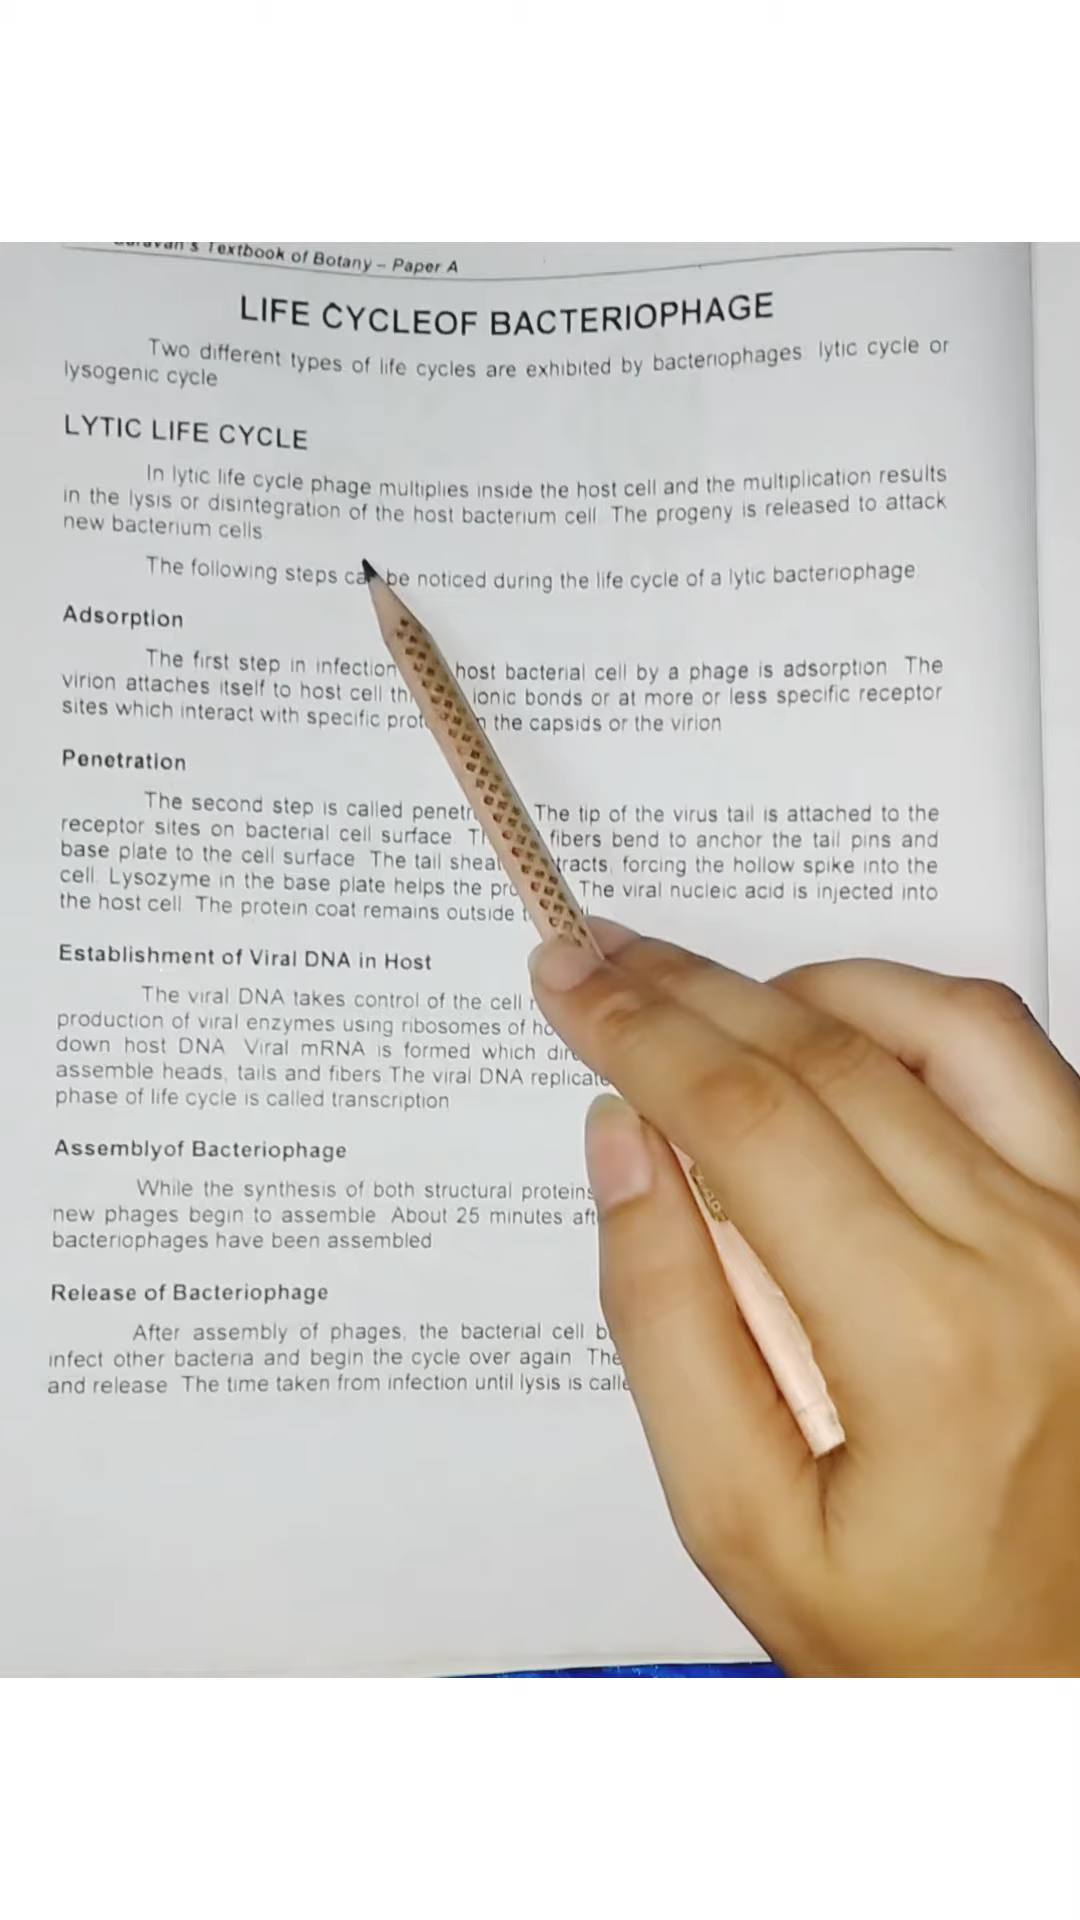 Textbook of Botany – Paper A
LIFE CYCLEOF BACTERIOPHAGE
Two different types of life cycles are exhibited by bacteriophages: lytic cycle or
lysogenic cycle
LYTIC LIFE CYCLE
In lytic life cycle phage multiplies inside the host cell and the multiplication results
in the lysis or disintegration of the host bacterium cell. The progeny is released to attack
new bacterium cells
The following steps be noticed during the life cycle of a lytic bacteriophage
Adsorption
The first step in infection host bacterial cell by a phage is adsorption. The
virion attaches itself to host cell ionic bonds or at more or less specific receptor
sites which interact with specific the capsids or the virion
Penetration
The second step is called The tip of the virus tail is attached to the
receptor sites on bacterial cell surface. fibers bend to anchor the tail pins and
base plate to the cell surface. The tail forcing the hollow spike into the
cell. Lysozyme in the base plate helps the The viral nucleic acid is injected into
the host cell. The protein coat remains outside
Establishment of Viral DNA in Host
The viral DNA takes control of the cell
production of viral enzymes using ribosomes of
down host DNA. Viral mRNA is formed which
assemble heads, tails and fibers.The viral DNA
phase of life cycle is called transcription
Assemblyof Bacteriophage
While the synthesis of both structural proteins
new phages begin to assemble. About 25 minutes
bacteriophages have been assembled
Release of Bacteriophage
After assembly of phages, the bacterial cell
infect other bacteria and begin the cycle over again. The
and release. The time taken from infection until lysis is